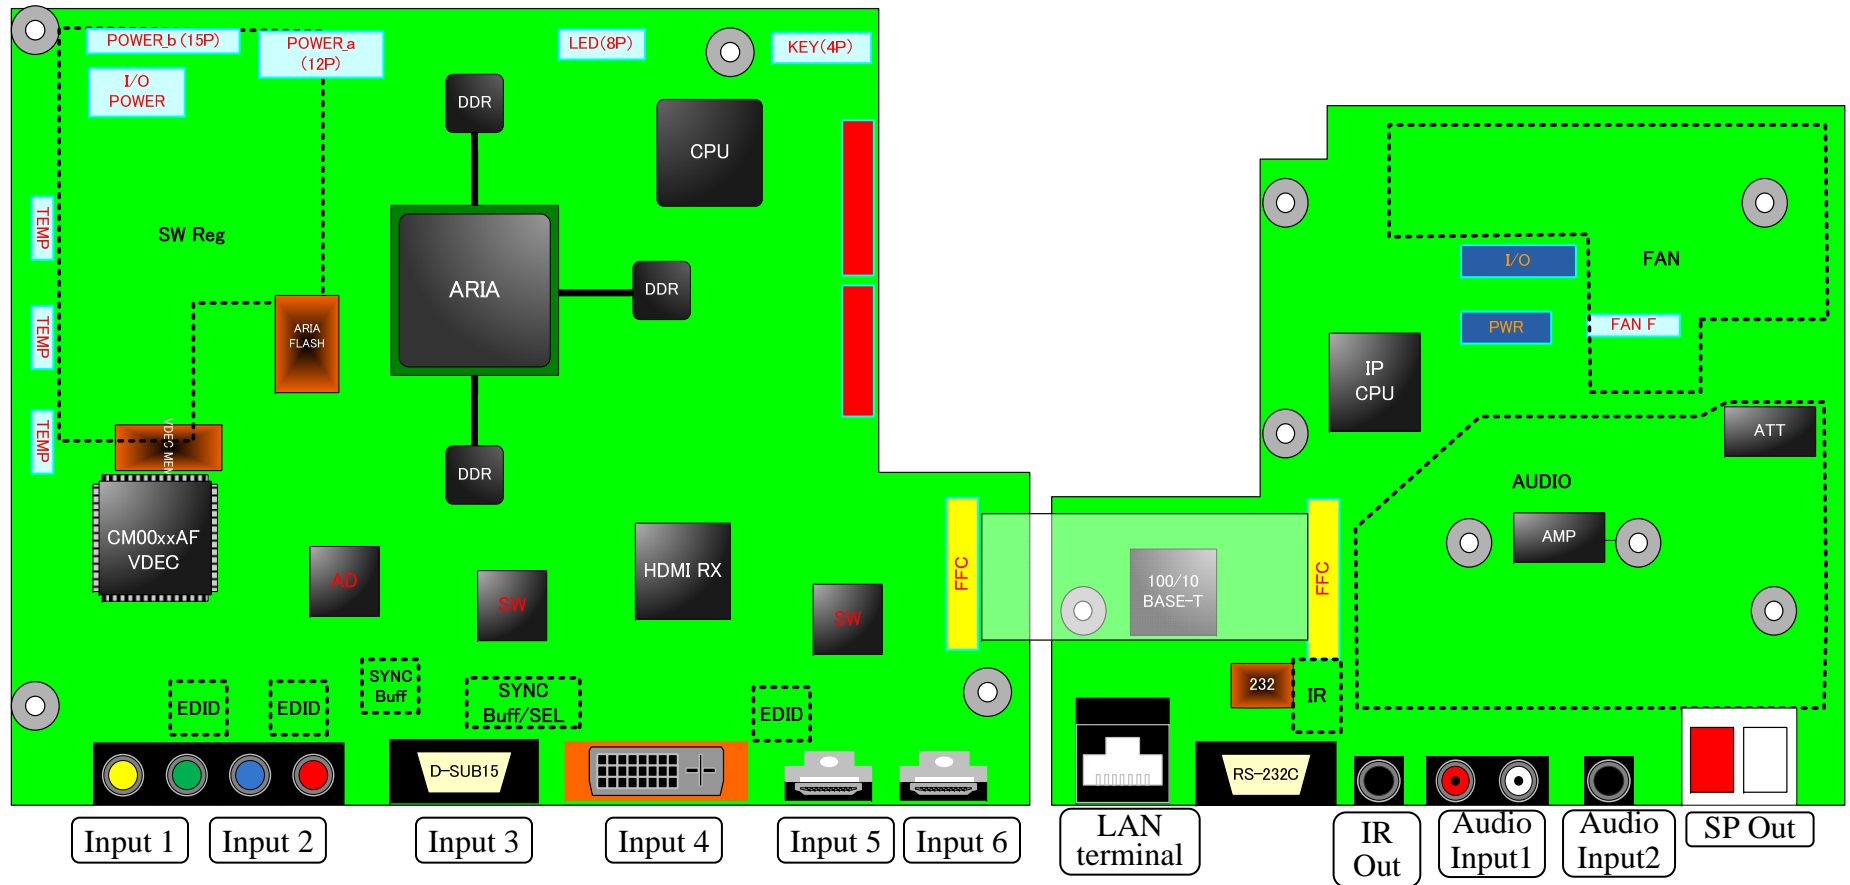 POWER_b (15P)
POWER_a
(12P)
LED(8P)
KEY(4P)
I/O
POWER
DDR
CPU
TEMP
SW Reg
ARIA
DDR
ARIA
FLASH
TEMP
TEMP
VDEC MEM
DDR
CM00xxAF
VDEC
AD
SW
HDMI RX
SW
FFC
EDID
EDID
SYNC
Buff
SYNC
Buff/SEL
EDID
D-SUB15
Input 1
Input 2
Input 3
Input 4
Input 5
Input 6
I/O
FAN
PWR
FAN F
IP
CPU
ATT
AUDIO
AMP
100/10
BASE-T
FFC
232
IR
RS-232C
LAN
terminal
IR
Out
Audio
Input1
Audio
Input2
SP Out